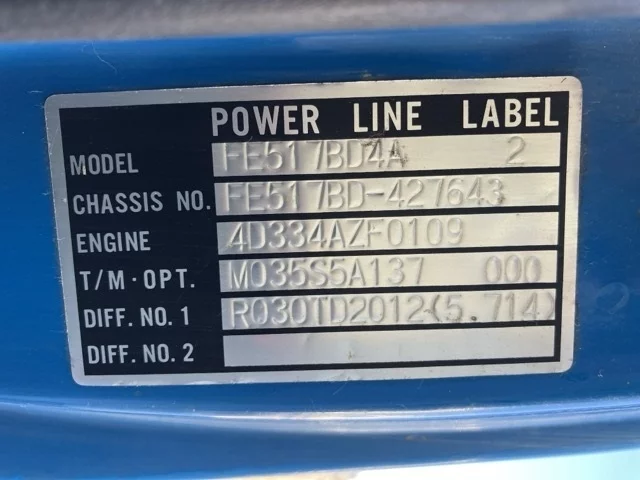 POWER LINE LABEL
MODEL FE517BD4A 2
CHASSIS NO. FE517BD-427643
ENGINE 4D334AZF0109
T/M·OPT. M035S5A137 000
DIFF. NO. 1 R030TD2012(5.714)
DIFF. NO. 2